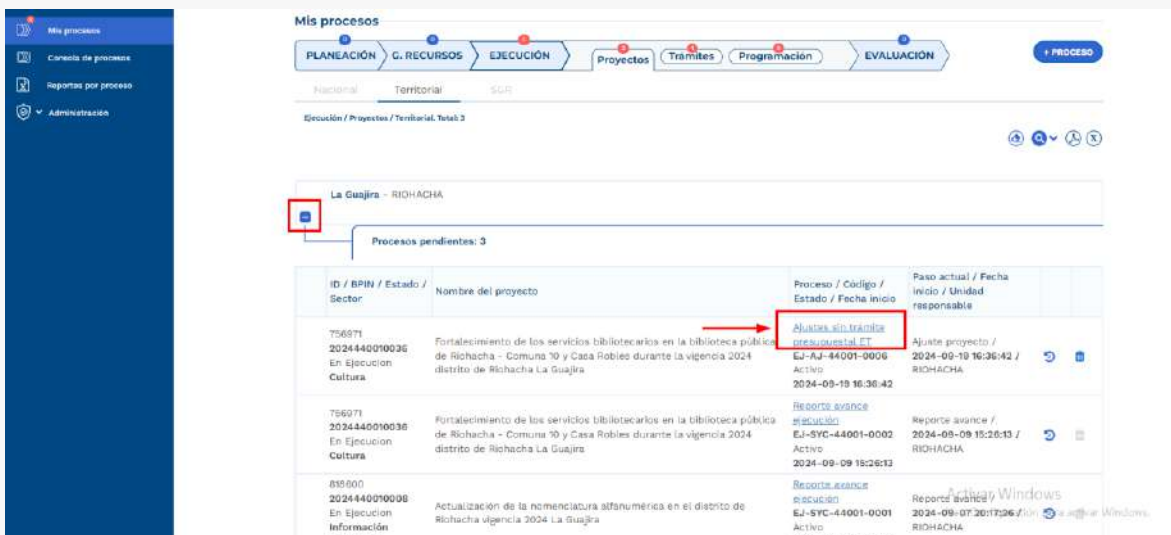 Mis procesos
Consola de procesos
Reportes por proceso
Administración
Mis procesos
PLANEACIÓN
G. RECURSOS
EJECUCIÓN
Proyectos
Trámites
Programación
EVALUACIÓN
+ PROCESO
Nacional Territorial SGR
Ejecución / Proyectos / Territorial. Total: 3
La Guajira - RIOHACHA
Procesos pendientes: 3
ID / BPIN / Estado /
Sector
Nombre del proyecto
Proceso / Código /
Estado / Fecha inicio
Paso actual / Fecha
inicio / Unidad
responsable
756971
2024440010036
En Ejecucion
Cultura
Fortalecimiento de los servicios bibliotecarios en la biblioteca pública
de Riohacha - Comuna 10 y Casa Robles durante la vigencia 2024
distrito de Riohacha La Guajira
Ajustes sin trámite
presupuestal ET
EJ-AJ-44001-0006
Activo
2024-09-19 16:36:42
Ajuste proyecto /
2024-09-19 16:36:42 /
RIOHACHA
756971
2024440010036
En Ejecucion
Cultura
Fortalecimiento de los servicios bibliotecarios en la biblioteca pública
de Riohacha - Comuna 10 y Casa Robles durante la vigencia 2024
distrito de Riohacha La Guajira
Reporte avance
ejecución
EJ-SYC-44001-0002
Activo
2024-09-09 15:26:13
Reporte avance /
2024-09-09 15:26:13 /
RIOHACHA
818600
2024440010008
En Ejecucion
Información
Actualización de la nomenclatura alfanumérica en el distrito de
Riohacha vigencia 2024 La Guajira
Reporte avance
ejecución
EJ-SYC-44001-0001
Activo
Reporte avance /
2024-09-07 20:17:26 /
RIOHACHA
Activar Windows
activar Windows.